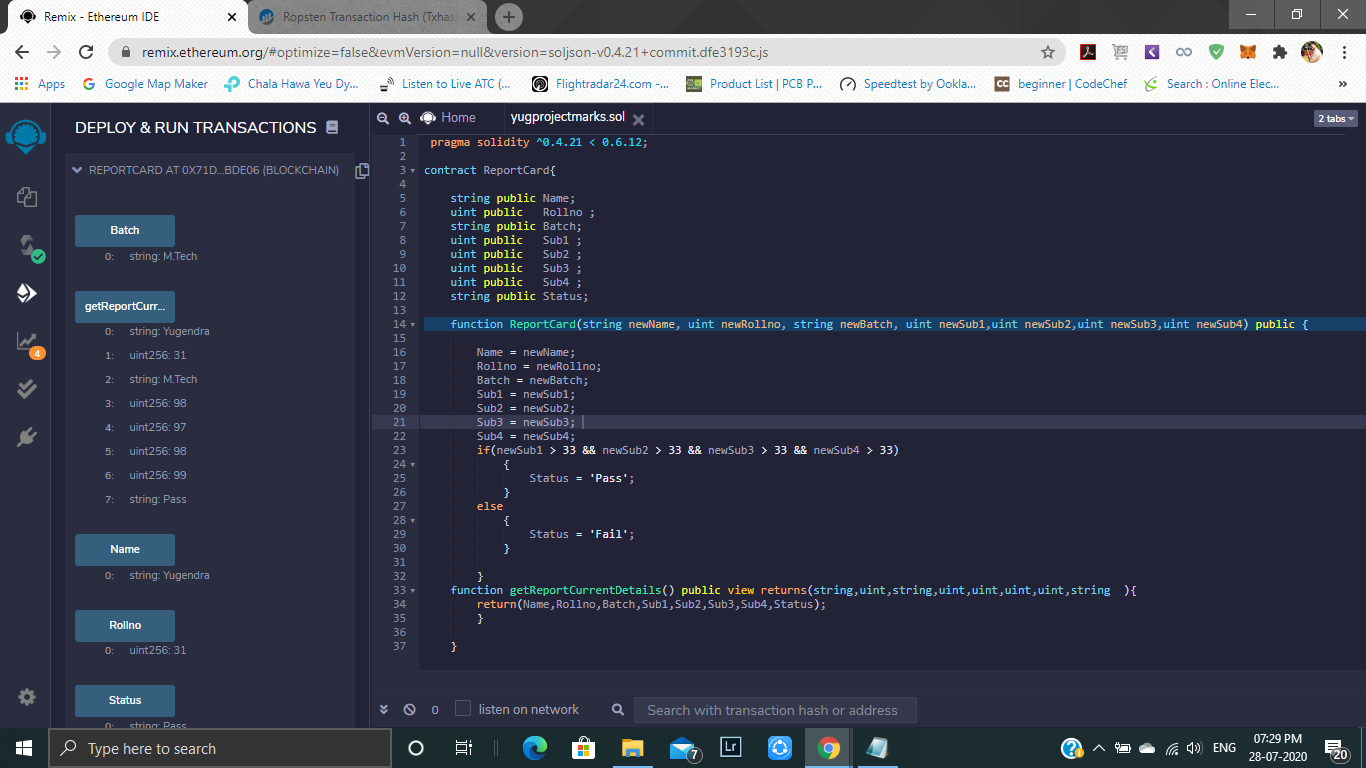 Remix - Ethereum IDE
Ropsten Transaction Hash (Txhas
remix.ethereum.org/#optimize=false&evmVersion=null&version=soljson-v0.4.21+commit.dfe3193c.js
Apps
Google Map Maker
Chala Hawa Yeu Dy...
Listen to Live ATC (...
Flightradar24.com -...
Product List | PCB P...
Speedtest by Ookla...
CC beginner | CodeChef
Search : Online Elec...
DEPLOY & RUN TRANSACTIONS
REPORTCARD AT 0X71D...BDE06 (BLOCKCHAIN)
Batch
0: string: M.Tech
getReportCurr...
0: string: Yugendra
1: uint256: 31
2: string: M.Tech
3: uint256: 98
4: uint256: 97
5: uint256: 98
6: uint256: 99
7: string: Pass
Name
0: string: Yugendra
Rollno
0: uint256: 31
Status
0: string: Pass
4
Home
yugprojectmarks.sol
2 tabs
1 pragma solidity ^0.4.21 < 0.6.12;
2
3 contract ReportCard{
4
5 string public Name;
6 uint public Rollno ;
7 string public Batch;
8 uint public Sub1 ;
9 uint public Sub2 ;
10 uint public Sub3 ;
11 uint public Sub4 ;
12 string public Status;
13
14 function ReportCard(string newName, uint newRollno, string newBatch, uint newSub1,uint newSub2,uint newSub3,uint newSub4) public {
15
16 Name = newName;
17 Rollno = newRollno;
18 Batch = newBatch;
19 Sub1 = newSub1;
20 Sub2 = newSub2;
21 Sub3 = newSub3;
22 Sub4 = newSub4;
23 if(newSub1 > 33 && newSub2 > 33 && newSub3 > 33 && newSub4 > 33)
24 {
25 Status = 'Pass';
26 }
27 else
28 {
29 Status = 'Fail';
30 }
31
32 }
33 function getReportCurrentDetails() public view returns(string,uint,string,uint,uint,uint,uint,string ){
34 return(Name,Rollno,Batch,Sub1,Sub2,Sub3,Sub4,Status);
35 }
36
37 }
0
listen on network
Search with transaction hash or address
Type here to search
7
Lr
ENG
07:29 PM
28-07-2020
20